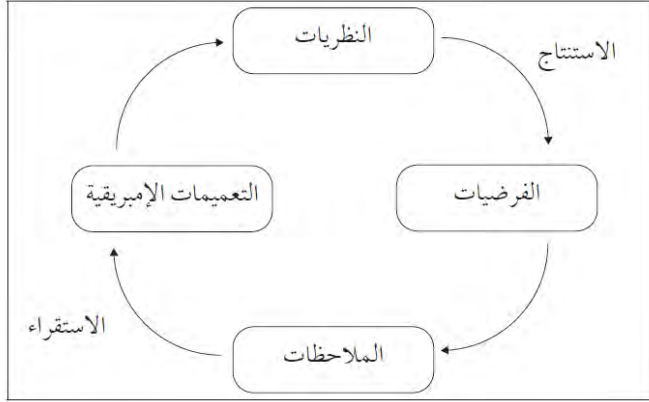 النظريات
الاستنتاج
التعميمات الإمبريقية
الفرضيات
الاستقراء
الملاحظات